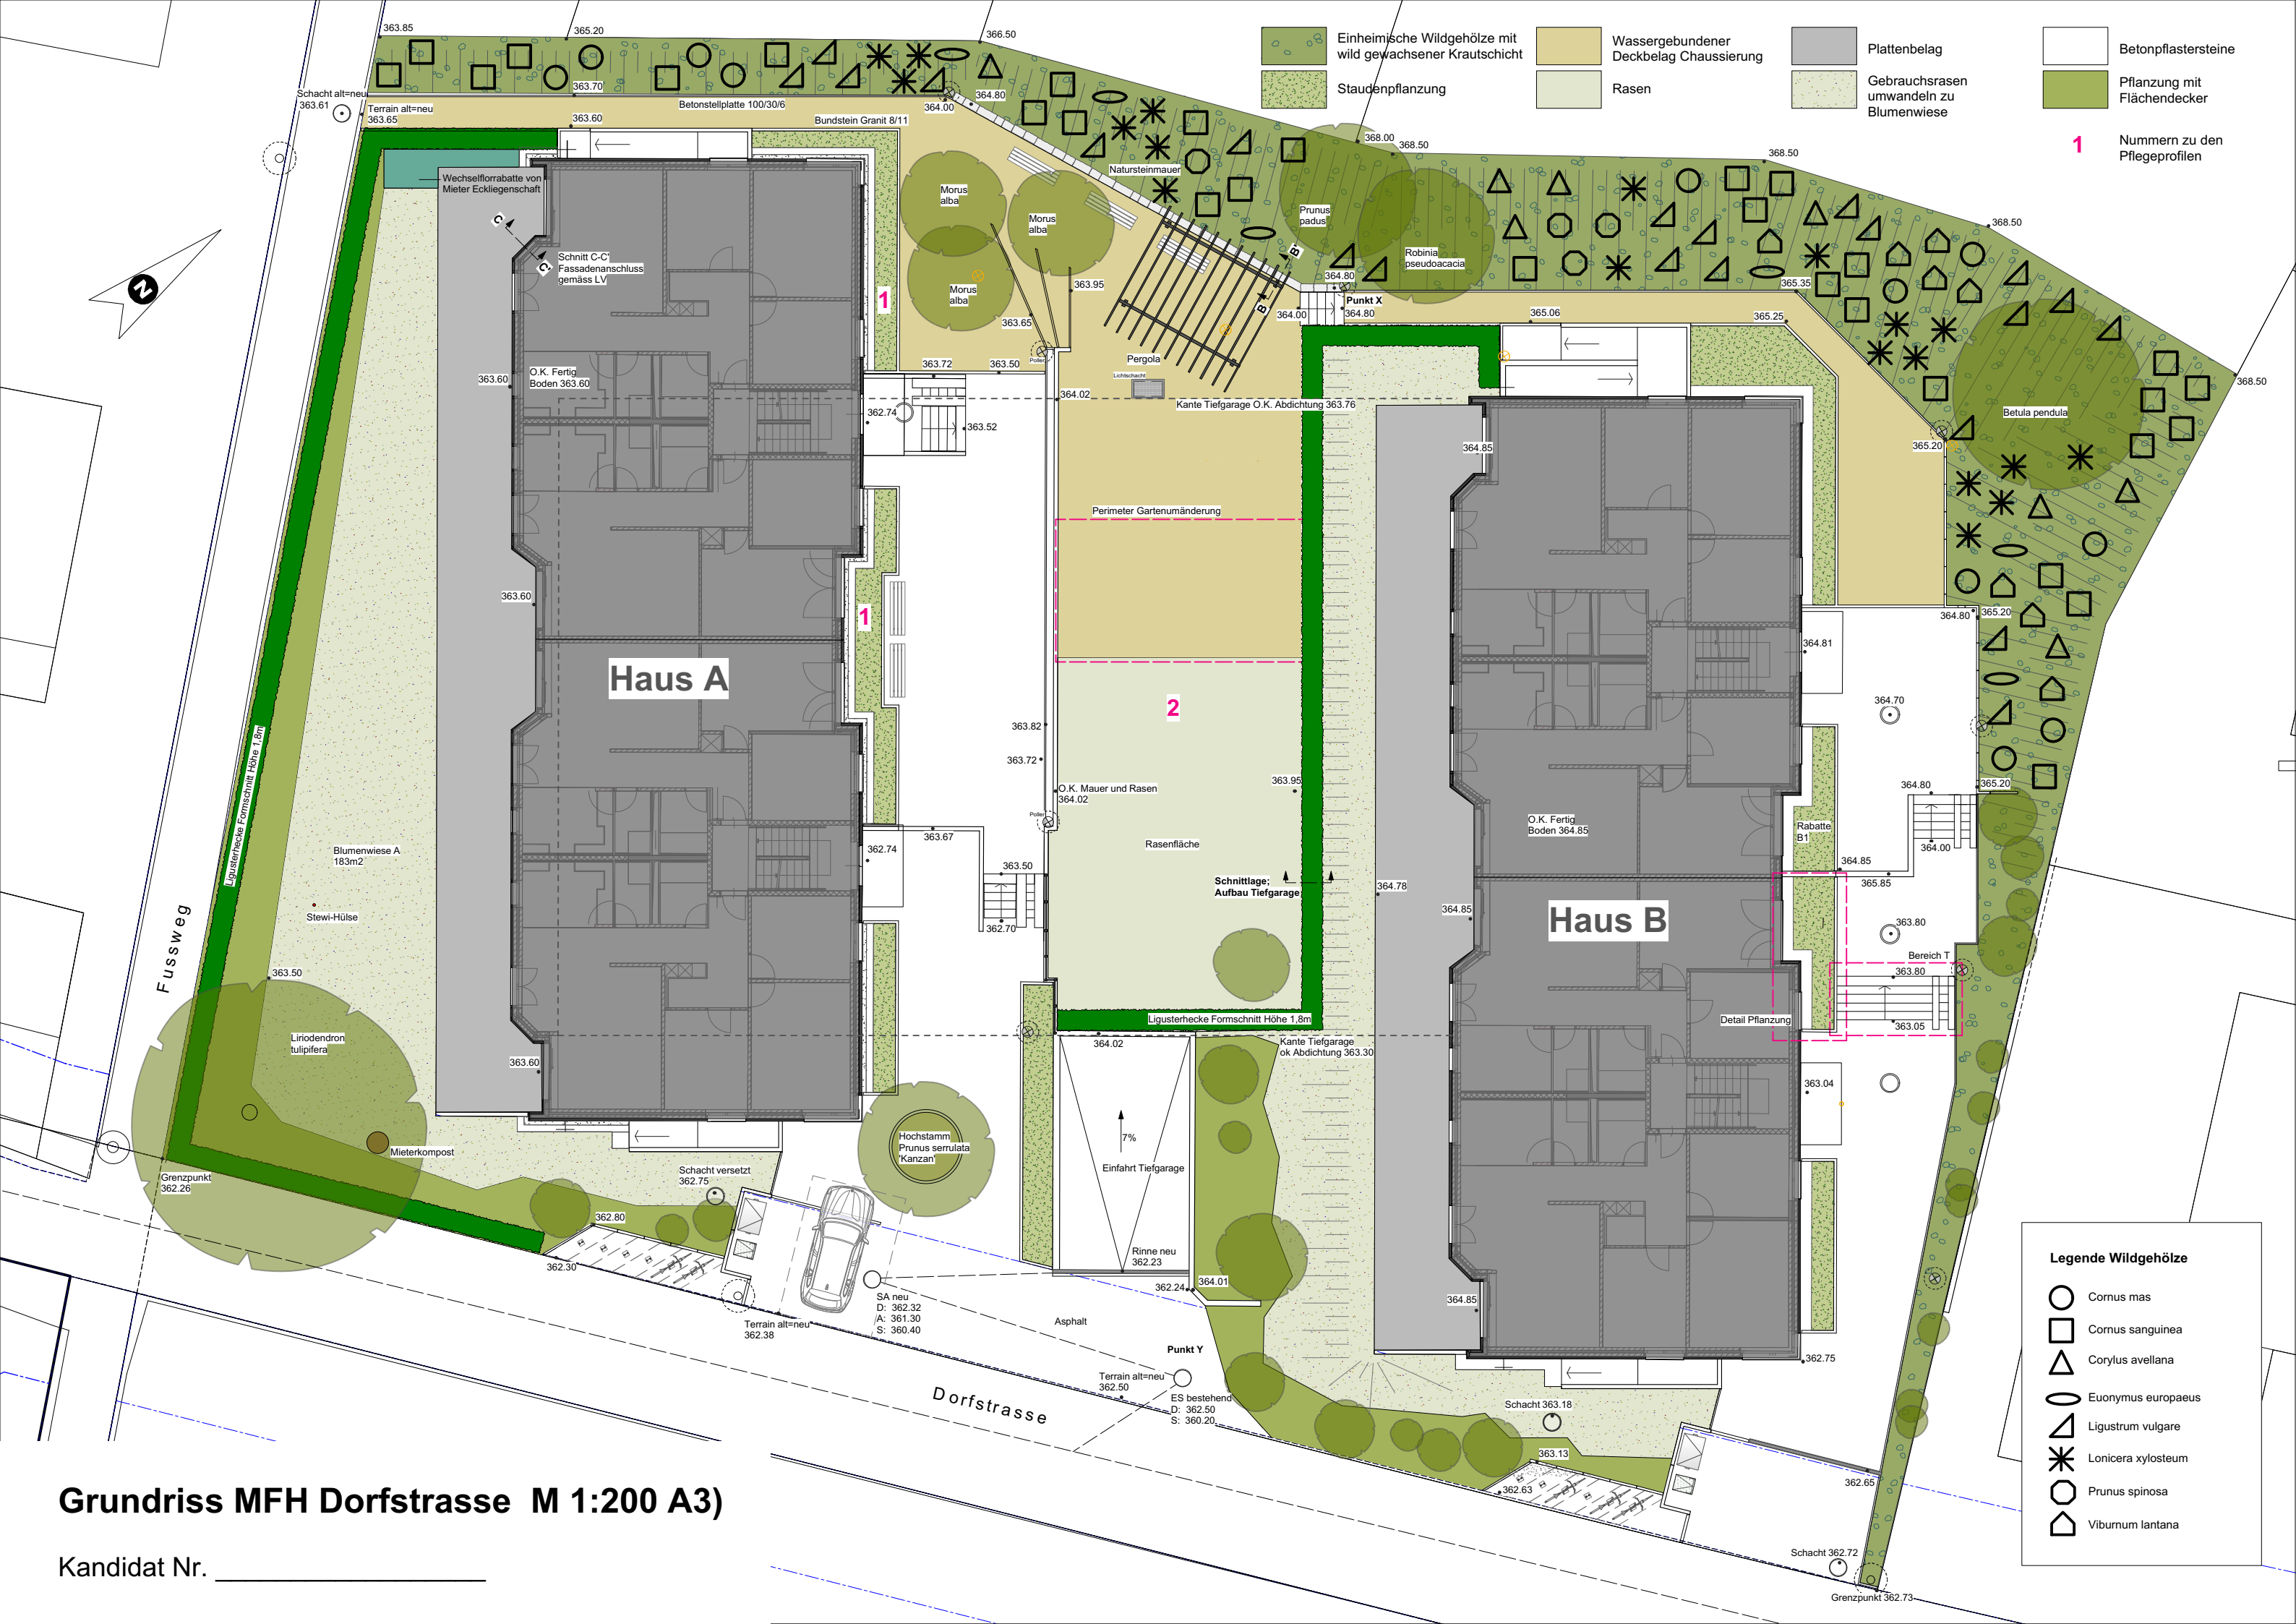 363.85
365.20
366.50
Schacht alt=neu
363.61
Terrain alt=neu
363.65
363.70
Betonstellplatte 100/30/6
363.60
Bundstein Granit 8/11
364.00
364.80
368.00
368.50
368.50
368.50
368.50
Einheimische Wildgehölze mit
wild gewachsener Krautschicht
Staudenpflanzung
Wassergebundener
Deckbelag Chaussierung
Rasen
Plattenbelag
Gebrauchsrasen
umwandeln zu
Blumenwiese
Betonpflastersteine
Pflanzung mit
Flächendecker
1
Nummern zu den
Pflegeprofilen
Wechselflorrabatte von
Mieter Eckliegenschaft
N
C
C'
Schnitt C-C'
Fassadenanschluss
gemäss LV
Morus
alba
Morus
alba
Morus
alba
Natursteinmauer
Prunus
padus
Robinia
pseudoacacia
B'
B
1
363.95
363.65
364.80
Punkt X
364.00
364.80
365.35
365.06
365.25
Poller
Pergola
Lichtschacht
363.72
363.50
364.02
Kante Tiefgarage O.K. Abdichtung 363.76
363.60
O.K. Fertig
Boden 363.60
362.74
363.52
364.85
365.20
Betula pendula
Perimeter Gartenumänderung
363.60
1
364.80
365.20
364.81
Haus A
2
364.70
363.82
363.72
363.95
O.K. Mauer und Rasen
364.02
Poller
364.80
365.20
Ligusterhecke Formschnitt Höhe 1,8m
Blumenwiese A
183m2
Stewi-Hülse
Rasenfläche
O.K. Fertig
Boden 364.85
Rabatte
B1
364.00
363.67
362.74
363.50
362.70
Schnittlage;
Aufbau Tiefgarage
364.78
364.85
364.85
365.85
Haus B
363.80
Bereich T
363.80
Fussweg
363.50
Liriodendron
tulipifera
363.60
Ligusterhecke Formschnitt Höhe 1,8m
Detail Pflanzung
363.05
364.02
Kante Tiefgarage
ok Abdichtung 363.30
363.04
Mieterkompost
Hochstamm
Prunus serrulata
'Kanzan'
7%
Einfahrt Tiefgarage
Grenzpunkt
362.26
Schacht versetzt
362.75
362.80
362.30
Rinne neu
362.23
362.24
364.01
SA neu
D: 362.32
A: 361.30
S: 360.40
Terrain alt=neu
362.38
Asphalt
Punkt Y
Terrain alt=neu
362.50
ES bestehend
D: 362.50
S: 360.20
Dorfstrasse
364.85
362.75
Schacht 363.18
363.13
362.63
362.65
Schacht 362.72
Grenzpunkt 362.73
Legende Wildgehölze
Cornus mas
Cornus sanguinea
Corylus avellana
Euonymus europaeus
Ligustrum vulgare
Lonicera xylosteum
Prunus spinosa
Viburnum lantana
Grundriss MFH Dorfstrasse M 1:200 A3)
Kandidat Nr. __________________